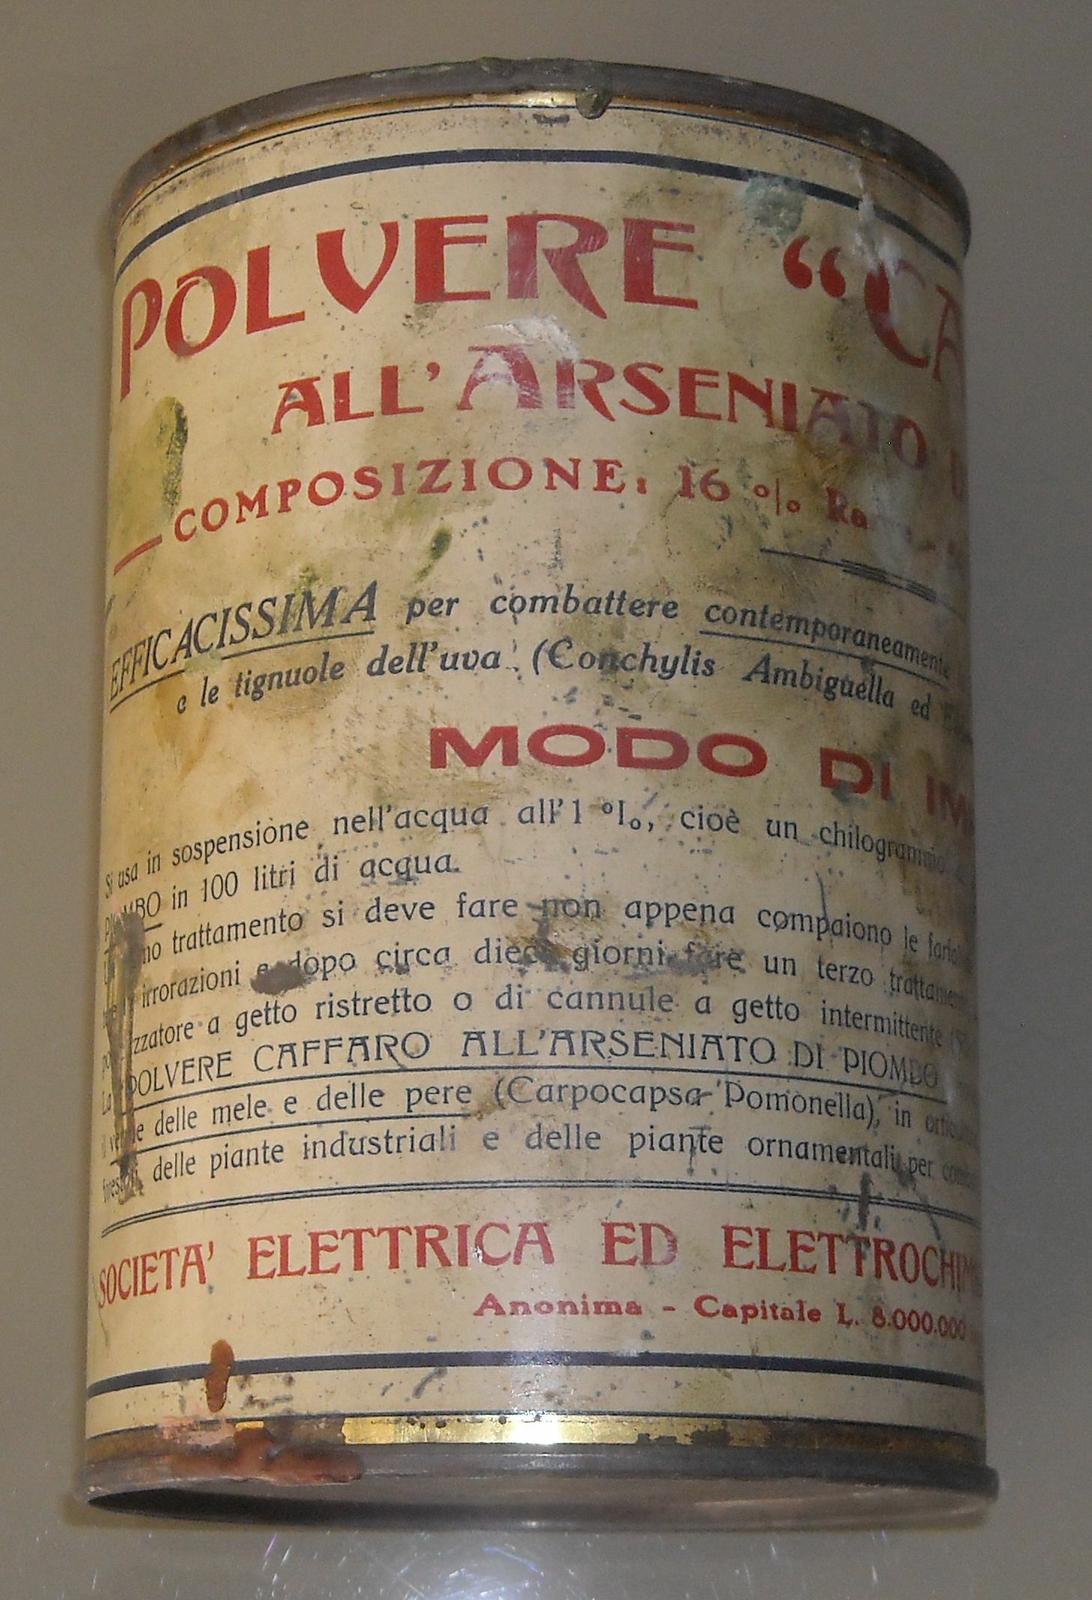 POLVERE “CA
ALL'ARSENIATO
COMPOSIZIONE: 16 % Ra
EFFICACISSIMA per combattere contemporaneamente
e le tignuole dell'uva (Conchylis Ambiguella ed
MODO DI IM
Si usa in sospensione nell'acqua all'1 %, cioè un chilogrammo
PIOMBO in 100 litri di acqua.
trattamento si deve fare non appena compaiono le
irrorazioni e dopo circa dieci giorni fare un terzo
a getto ristretto o di cannule a getto intermittente
La POLVERE CAFFARO ALL'ARSENIATO DI PIOMBO
delle mele e delle pere (Carpocapsa Pomonella), in
delle piante industriali e delle piante ornamentali per
SOCIETA' ELETTRICA ED ELETTROCHIM
Anonima - Capitale L. 8.000.000